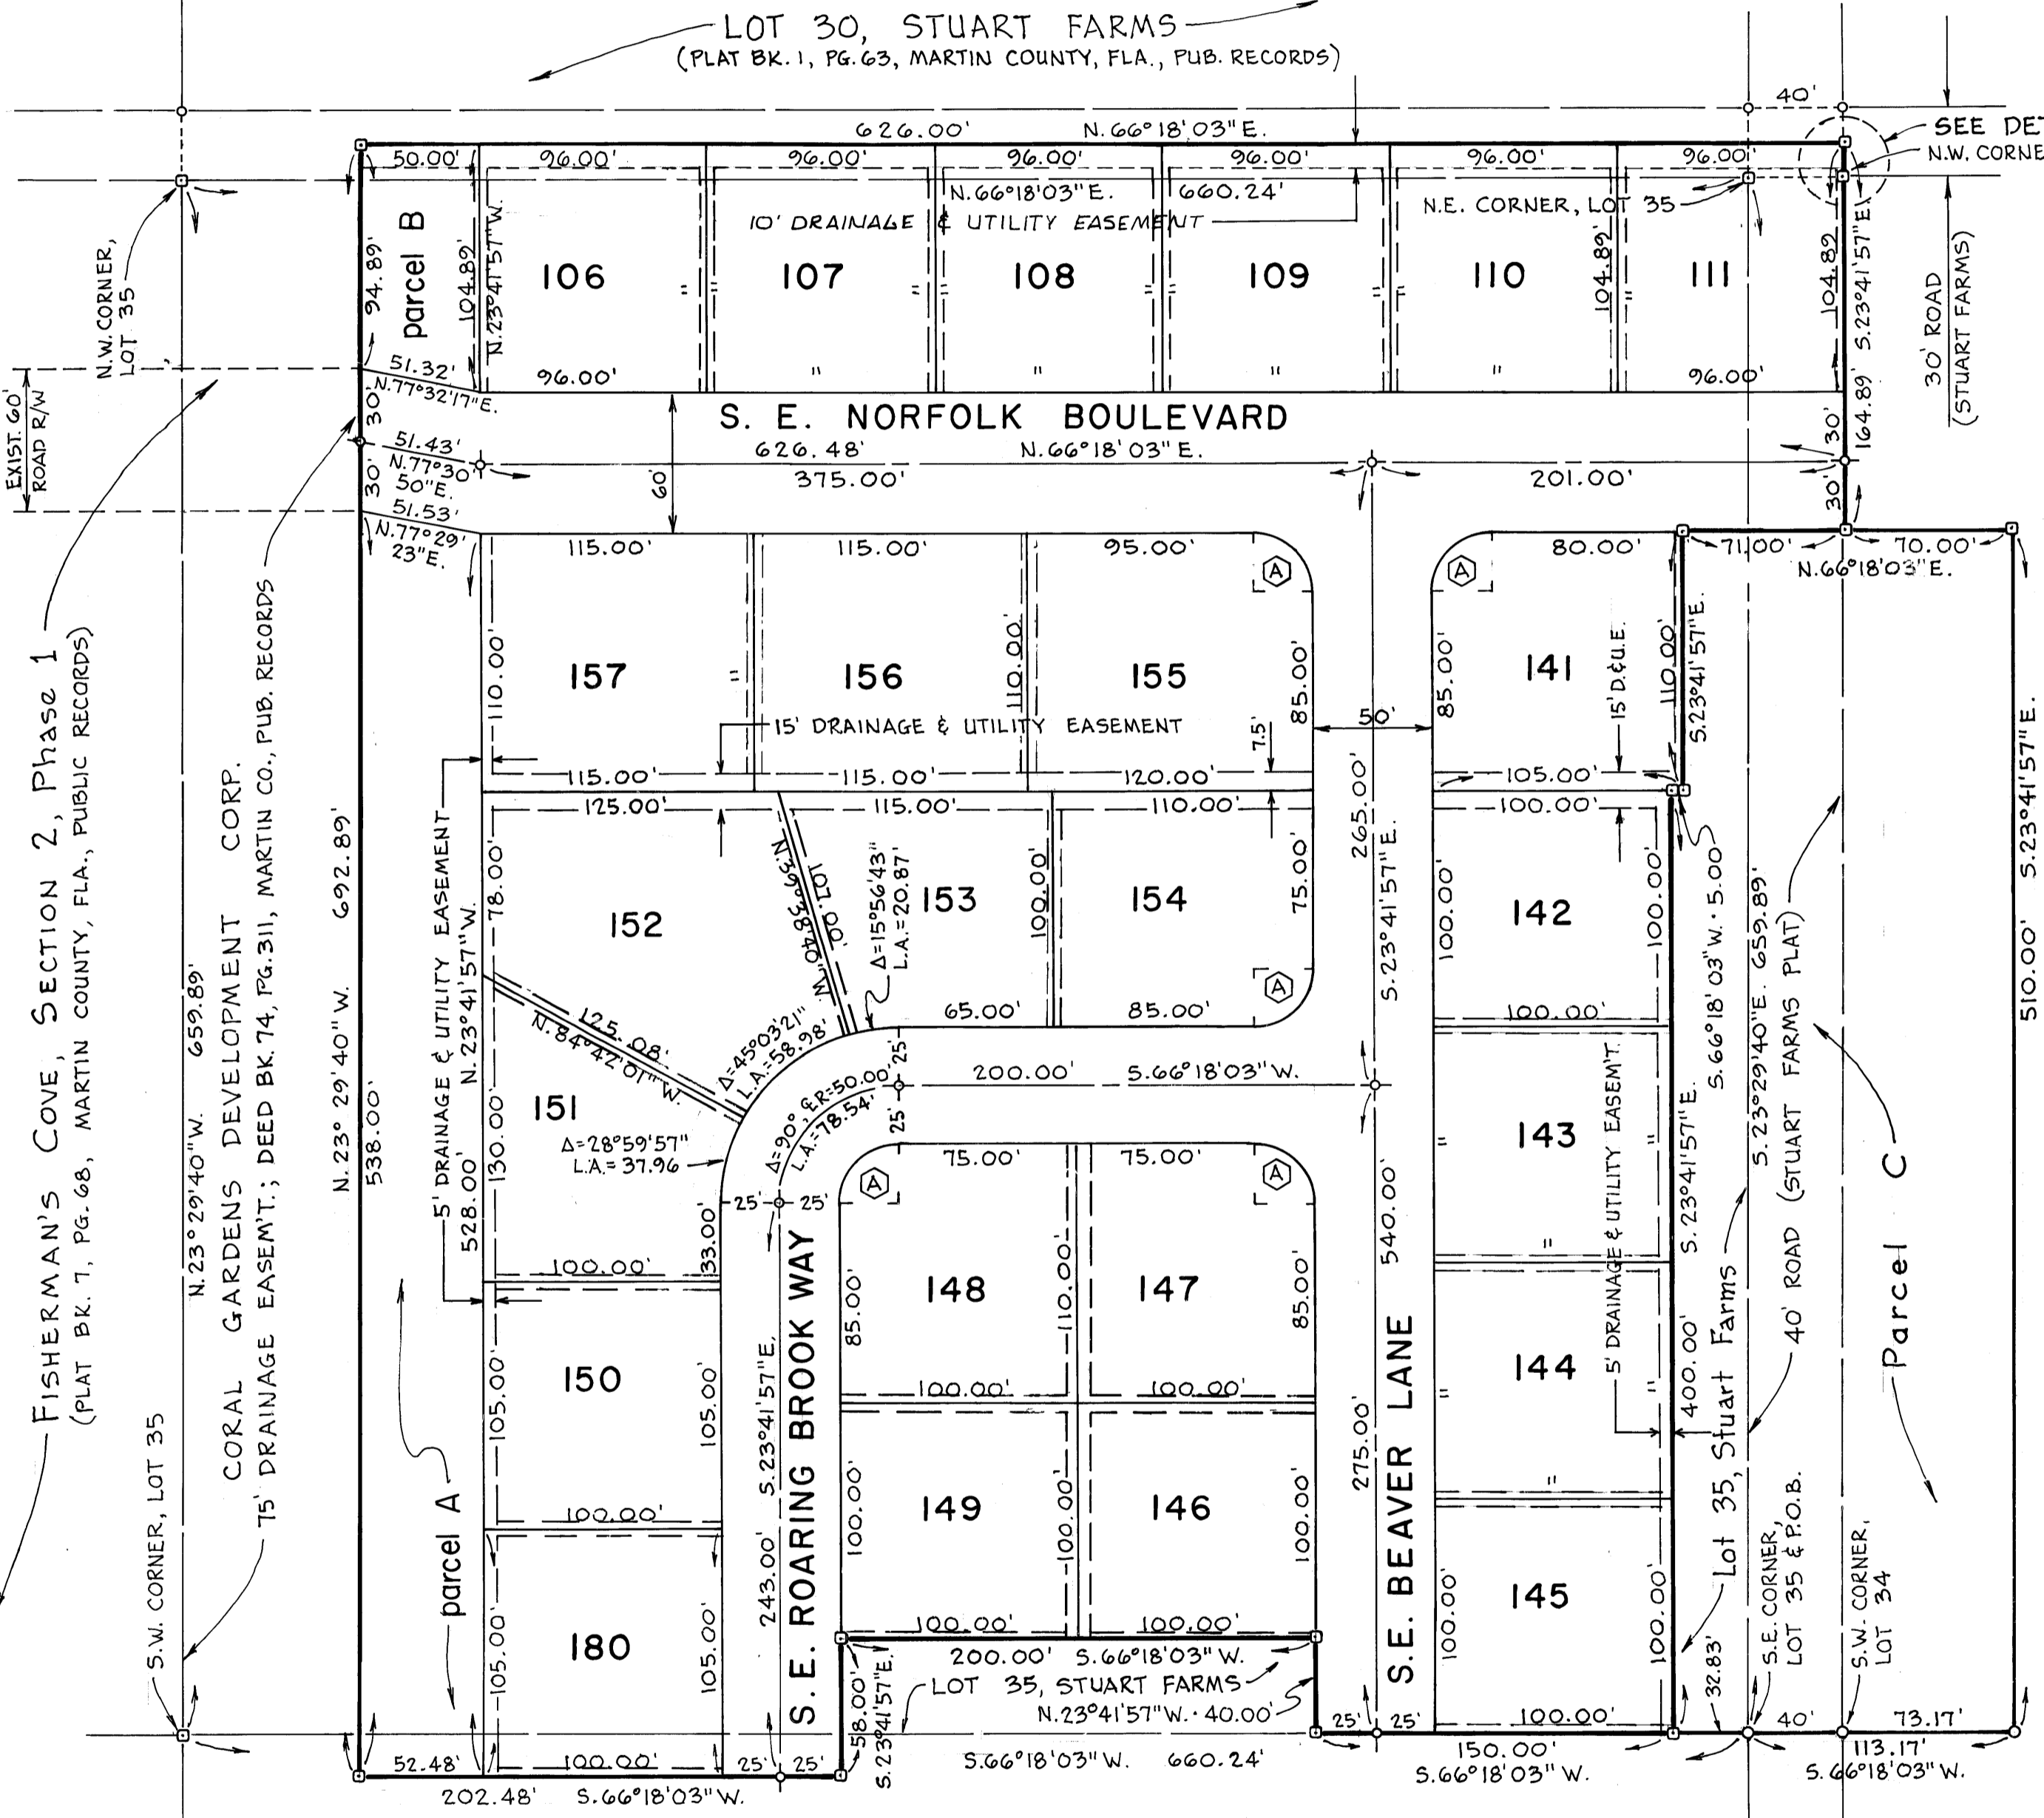 LOT 30, STUART FARMS
(PLAT BK. 1, PG. 63, MARTIN COUNTY, FLA., PUB. RECORDS)
40'
626.00' N.66°18'03"E.
SEE DET
N.W. CORNE
50.00' 96.00' 96.00' 96.00' 96.00' 96.00' 96.00'
N.66°18'03"E. 660.24'
10' DRAINAGE & UTILITY EASEMENT
N.E. CORNER, LOT 35
N.W. CORNER,
LOT 35
94.89'
parcel B
104.89'
N.23°41'57"W.
106
107
108
109
110
104.89'
111
104.89
164.89' S.23°41'57"E.
30' ROAD
(STUART FARMS)
= = = = = = = = = =
51.32'
N.77°32'17"E.
96.00' " " " " 96.00'
EXIST. 60'
ROAD R/W
30'
S. E. NORFOLK BOULEVARD
30'
51.43'
N.77°30'
50"E.
626.48' N.66°18'03"E.
375.00'
201.00'
60'
30'
30'
51.53'
N.77°29'
23"E.
115.00' 115.00' 95.00'
A
A
80.00'
71.00' 70.00'
N.66°18'03"E.
110.00'
157
=
156
110.00'
155
85.00'
85.00'
141
15' D.&U.E.
110.00'
S.23°41'57"E.
50'
15' DRAINAGE & UTILITY EASEMENT
7.5'
115.00' 115.00' 120.00'
105.00'
125.00' 115.00' 110.00'
100.00'
265.00'
S.23°41'57"E.
510.00' S.23°41'57"E.
FISHERMAN'S COVE, SECTION 2, Phase 1
(PLAT BK. 7, PG. 68, MARTIN COUNTY, FLA., PUBLIC RECORDS)
N.23°29'40"W. 659.89'
CORAL GARDENS DEVELOPMENT CORP.
75' DRAINAGE EASEM'T.; DEED BK. 74, PG. 311, MARTIN CO., PUB. RECORDS
N.23°29'40"W. 692.89'
538.00'
5' DRAINAGE & UTILITY EASEMENT
528.00' N.23°41'57"W.
78.00'
152
N.39°38'40"W.
100.107
Δ=15°56'43"
L.A.=20.87'
153
100.00'
154
75.00'
100.00'
142
100.00'
S.66°18'03"W.·5.00'
S.23°29'40"E. 659.89'
65.00' 85.00'
A
100.00'
125.08'
N.84°42'01"W.
Δ=45°03'21"
L.A.=58.98'
25'
25'
200.00' S.66°18'03"W.
Δ=90°, ℄R=50.00'
L.A.=78.54'
130.00'
151
Δ=28°59'57"
L.A.=37.96
25' 25'
33.00'
100.00'
=
143
=
"
5' DRAINAGE & UTILITY EASEM'T.
S.23°41'57"E.
400.00'
40' ROAD (STUART FARMS PLAT)
Parcel C
75.00' 75.00'
A
A
85.00'
148
110.00'
147
85.00'
540.00'
105.00'
150
105.00'
100.00'
S.23°41'57"E.
243.00'
S. E. ROARING BROOK WAY
100.00' 100.00'
100.00'
149
100.00'
146
100.00'
275.00'
S.E. BEAVER LANE
=
144
=
"
Lot 35, Stuart Farms
parcel A
105.00'
180
105.00'
100.00' 100.00'
200.00' S.66°18'03"W.
LOT 35, STUART FARMS
N.23°41'57"W.·40.00'
58.00'
S.23°41'57"E.
100.00'
145
100.00'
100.00'
32.83'
S.E. CORNER,
LOT 35 & P.O.B.
S.W. CORNER,
LOT 34
S.W. CORNER, LOT 35
25' 25'
150.00'
S.66°18'03"W.
40' 73.17'
113.17'
S.66°18'03"W.
52.48' 100.00' 25' 25'
202.48' S.66°18'03"W.
S.66°18'03"W. 660.24'